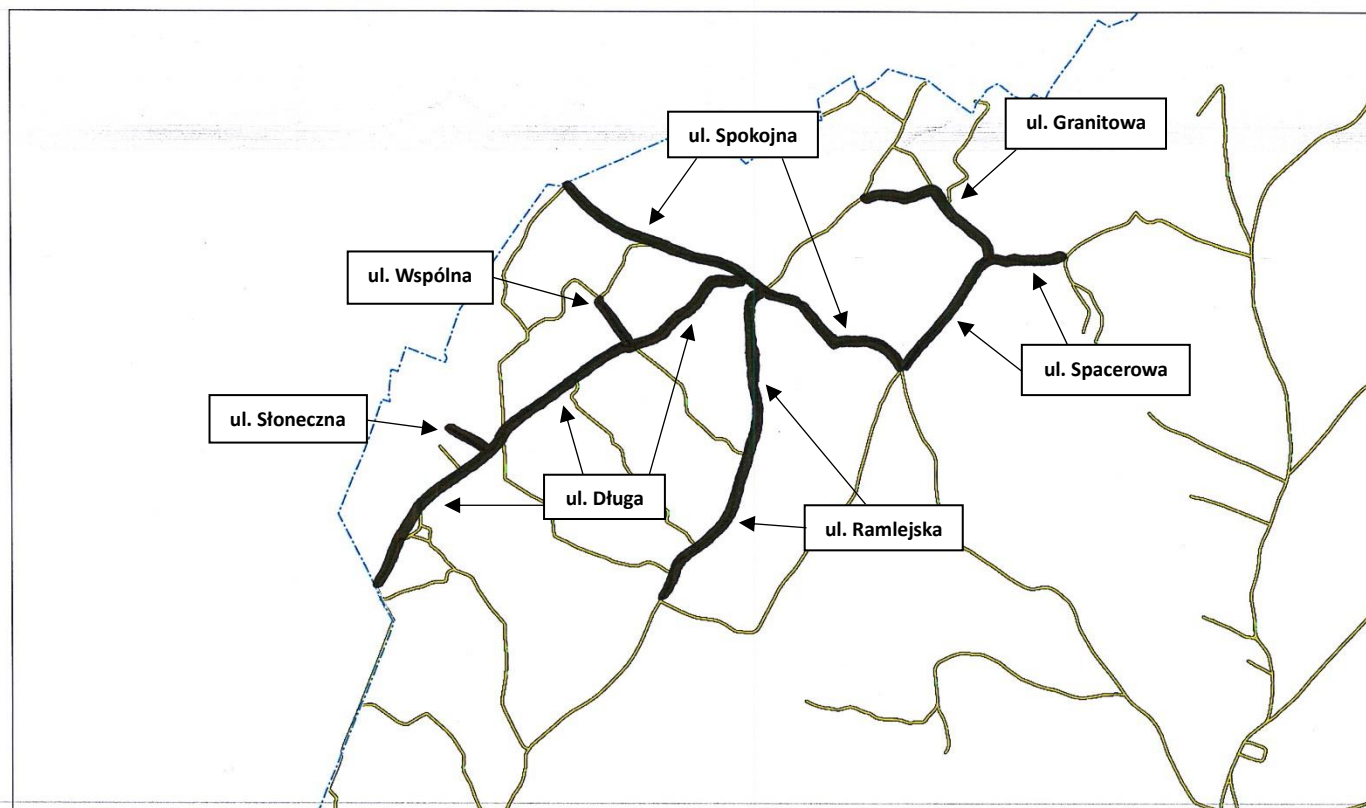 ul. Granitowa
ul. Spokojna
ul. Wspólna
ul. Spacerowa
ul. Słoneczna
ul. Długa
ul. Ramlejska